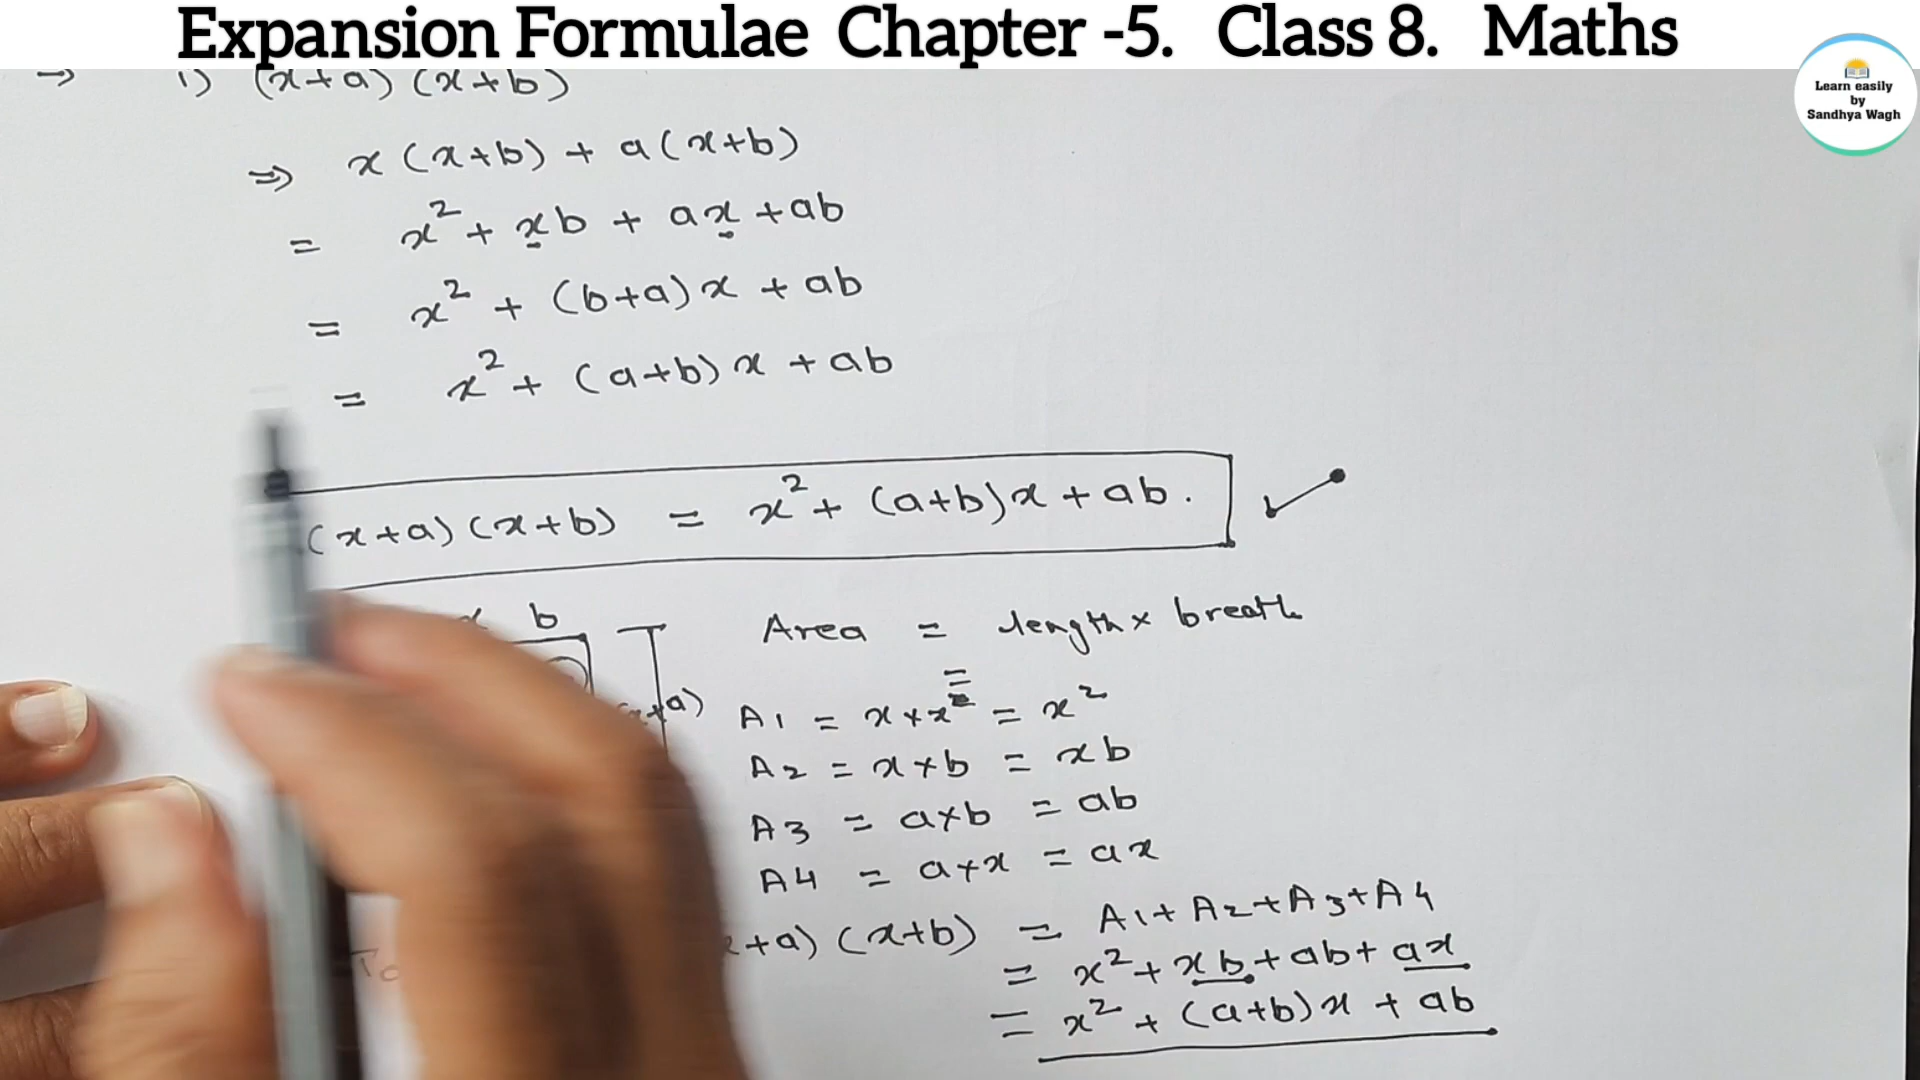 Expansion Formulae Chapter -5. Class 8. Maths
Learn easily
by
Sandhya Wagh
→ 1) (x+a) (x+b)
⇒ x(x+b) + a(x+b)
= x² + xb + ax + ab
= x² + (b+a)x + ab
= x² + (a+b)x + ab
(x+a)(x+b) = x² + (a+b)x + ab.
x b
Area = length × breath
=
+a)
A1 = x×x = x²
A2 = x×b = xb
A3 = a×b = ab
A4 = a×x = ax
+a)(x+b) = A1+A2+A3+A4
= x²+xb+ab+ax
= x²+(a+b)x + ab